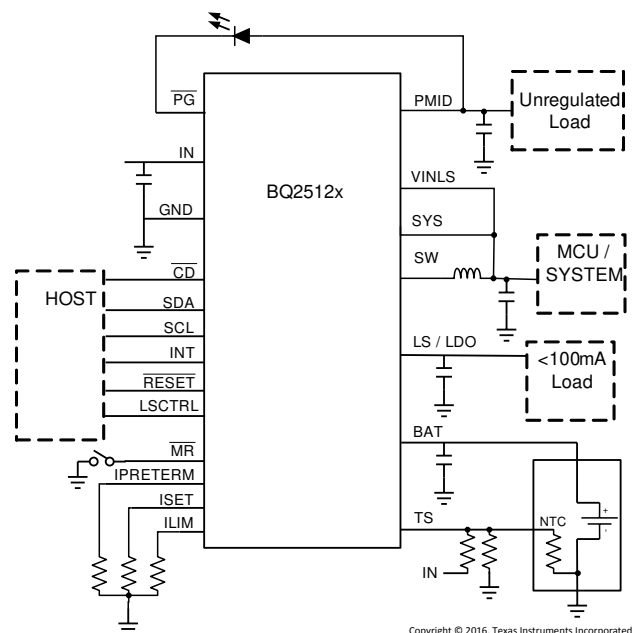 PG
IN
GND
CD
HOST
SDA
SCL
INT
RESET
LSCTRL
MR
IPRETERM
ISET
ILIM
BQ2512x
PMID
Unregulated
Load
VINLS
SYS
SW
MCU /
SYSTEM
LS / LDO
<100mA
Load
BAT
+
-
TS
NTC
IN
Copyright © 2016, Texas Instruments Incorporated